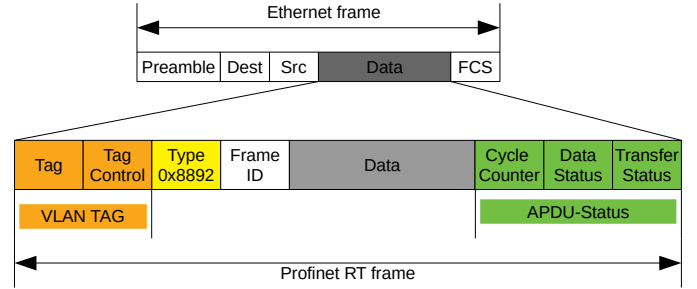 Ethernet frame
Preamble Dest Src Data FCS
Tag Tag Control Type 0x8892 Frame ID Data Cycle Counter Data Status Transfer Status
VLAN TAG APDU-Status
Profinet RT frame